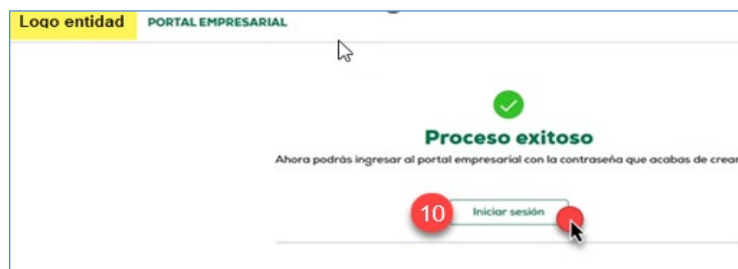 Logo entidad PORTAL EMPRESARIAL
Proceso exitoso
Ahora podrás ingresar al portal empresarial con la contraseña que acabas de crear
10 Iniciar sesión